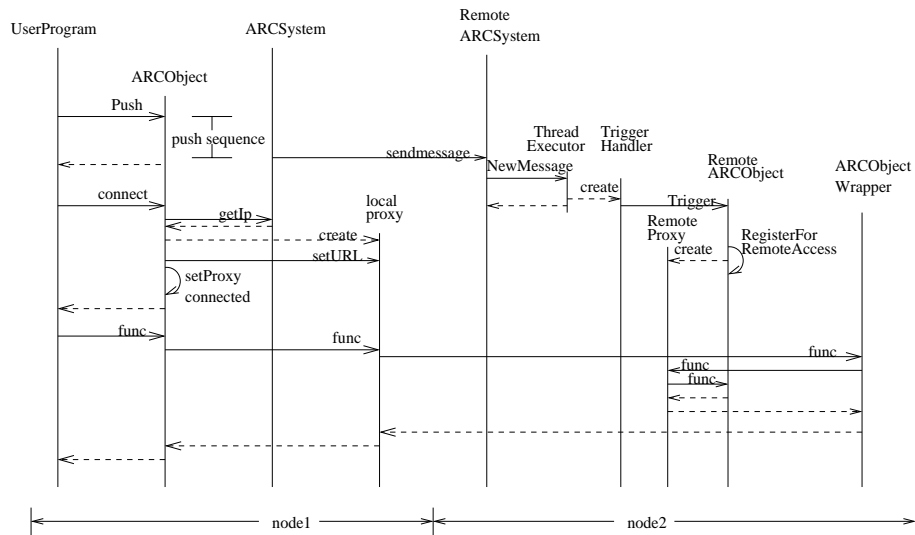 UserProgram
ARCSystem
Remote
ARCSystem
ARCObject
Push
push sequence
sendmessage
Thread
Executor
Trigger
Handler
NewMessage
create
Remote
ARCObject
ARCObject
Wrapper
connect
getIp
local
proxy
Trigger
create
setURL
Remote
Proxy
create
RegisterFor
RemoteAccess
setProxy
connected
func
func
func
func
func
node1
node2